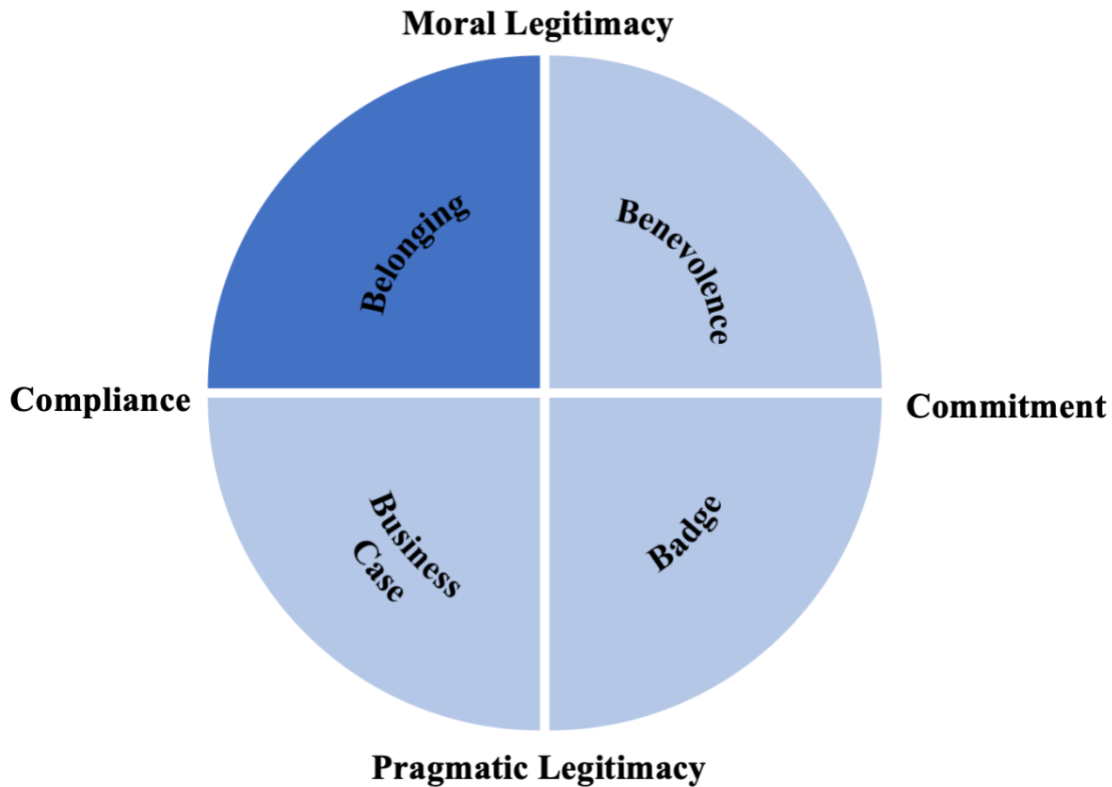 Moral Legitimacy
Belonging
Benevolence
Compliance
Commitment
Business
Case
Badge
Pragmatic Legitimacy